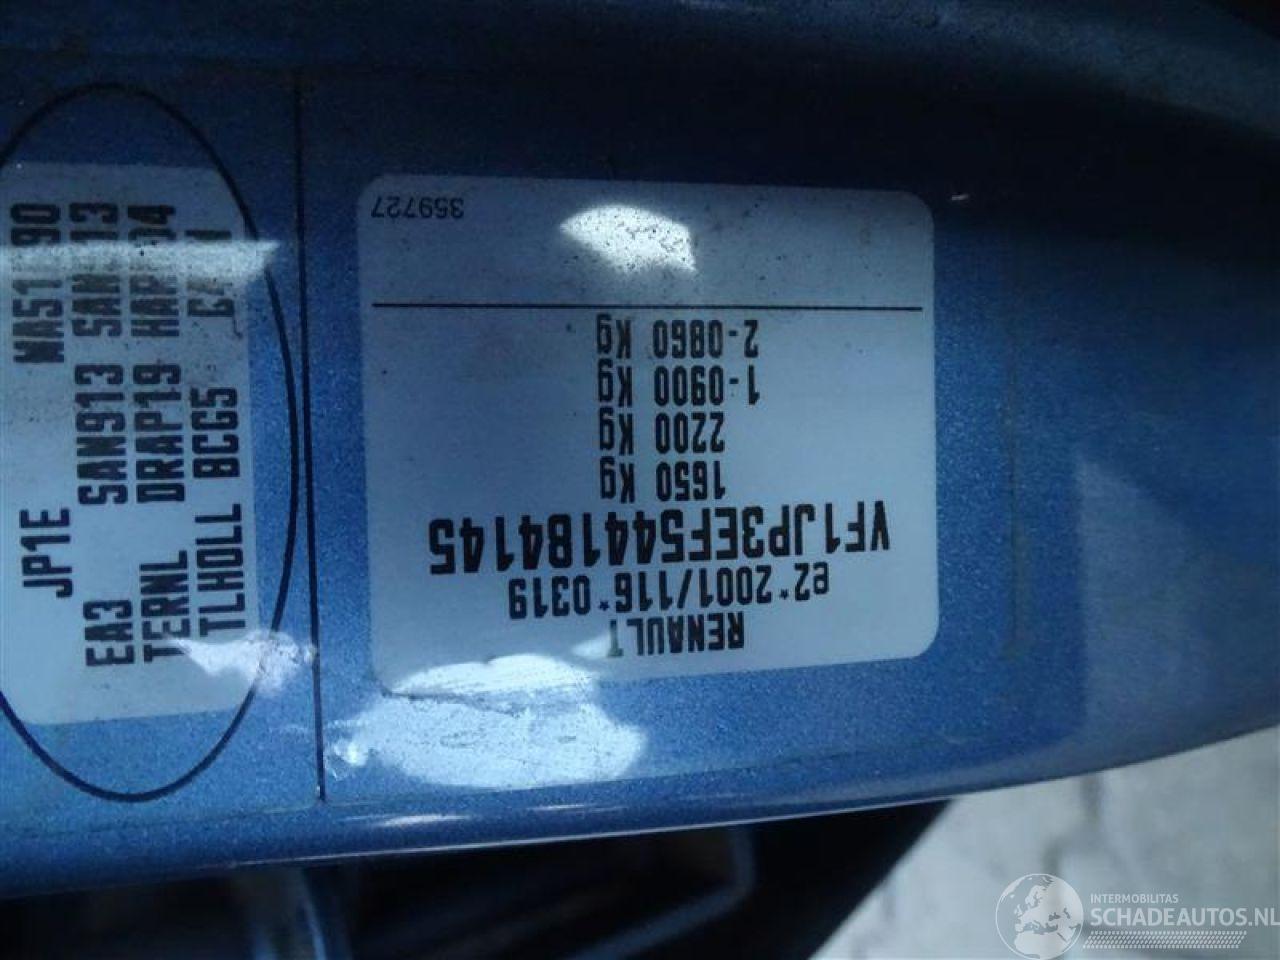 RENAULT
e2*2001/116*0319
VF1JP3EF544184145
1650 Kg
2200 Kg
1-0900 Kg
2-0860 Kg
359727
JP1E
EA3 SAN913
TERNL DRAP19
TLHOLL BCG5
INTERMOBILITAS
SCHADEAUTOS.NL